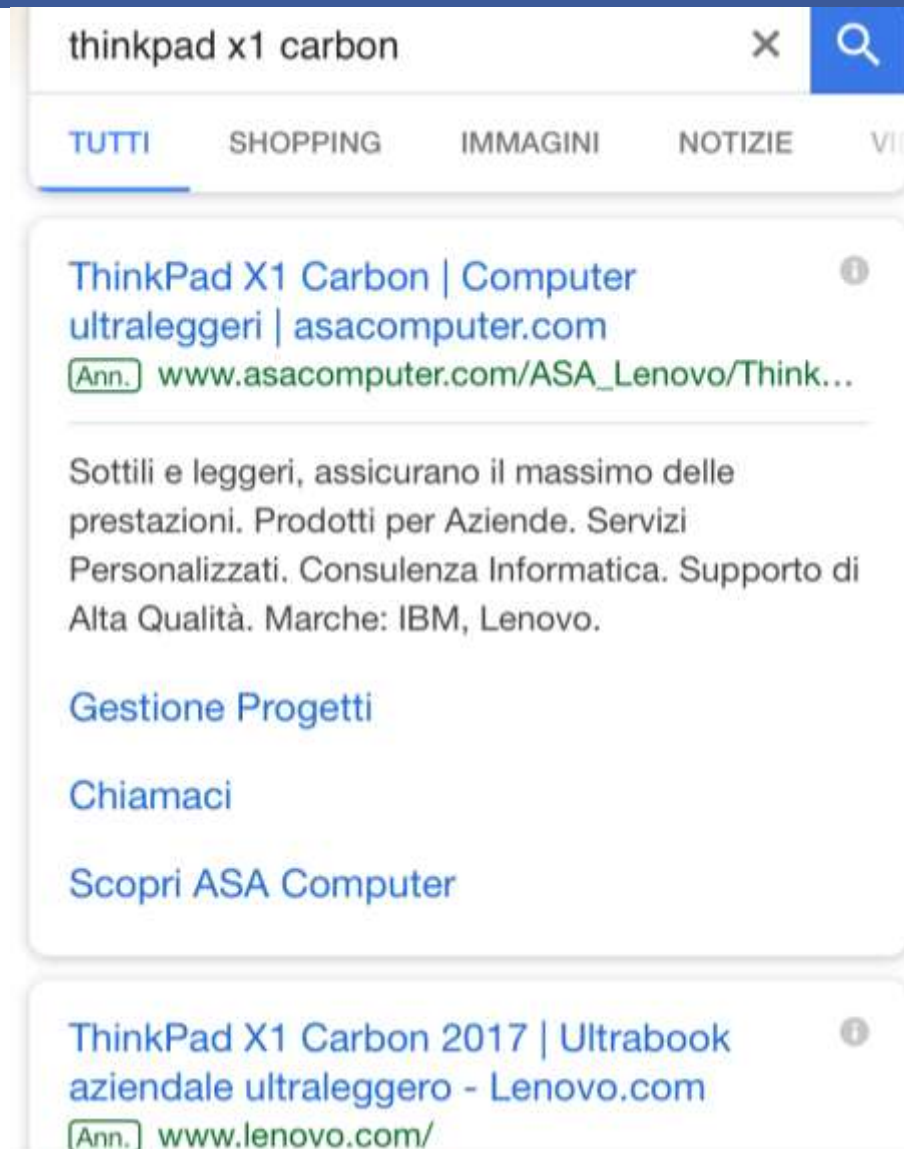 thinkpad x1 carbon
TUTTI SHOPPING IMMAGINI NOTIZIE
ThinkPad X1 Carbon | Computer
ultraleggeri | asacomputer.com
Ann. www.asacomputer.com/ASA_Lenovo/Think...
Sottili e leggeri, assicurano il massimo delle
prestazioni. Prodotti per Aziende. Servizi
Personalizzati. Consulenza Informatica. Supporto di
Alta Qualità. Marche: IBM, Lenovo.
Gestione Progetti
Chiamaci
Scopri ASA Computer
ThinkPad X1 Carbon 2017 | Ultrabook
aziendale ultraleggero - Lenovo.com
Ann. www.lenovo.com/